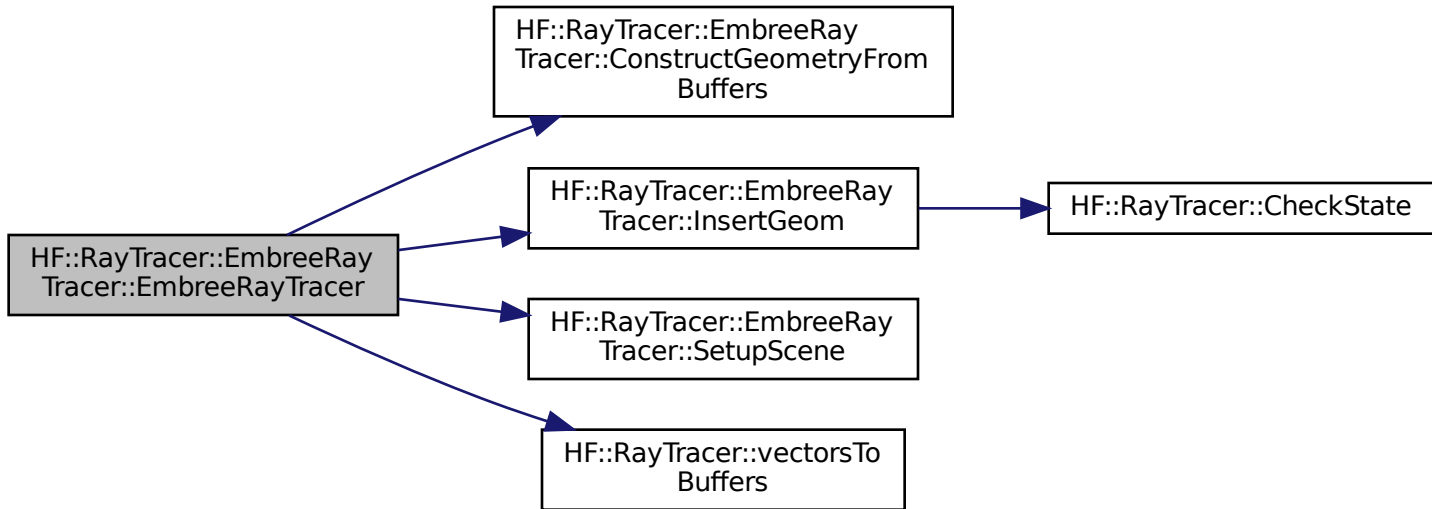 HF::RayTracer::EmbreeRay
Tracer::EmbreeRayTracer
HF::RayTracer::EmbreeRay
Tracer::ConstructGeometryFrom
Buffers
HF::RayTracer::EmbreeRay
Tracer::InsertGeom
HF::RayTracer::CheckState
HF::RayTracer::EmbreeRay
Tracer::SetupScene
HF::RayTracer::vectorsTo
Buffers